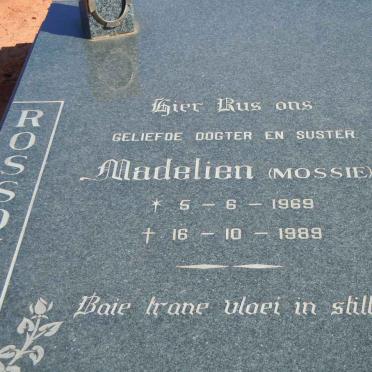 ROSSO
Hier Rus ons
GELIEFDE DOGTER EN SUSTER
Madelien (MOSSIE)
* 5 - 6 - 1969
† 16 - 10 - 1989
Baie trane vloei in still